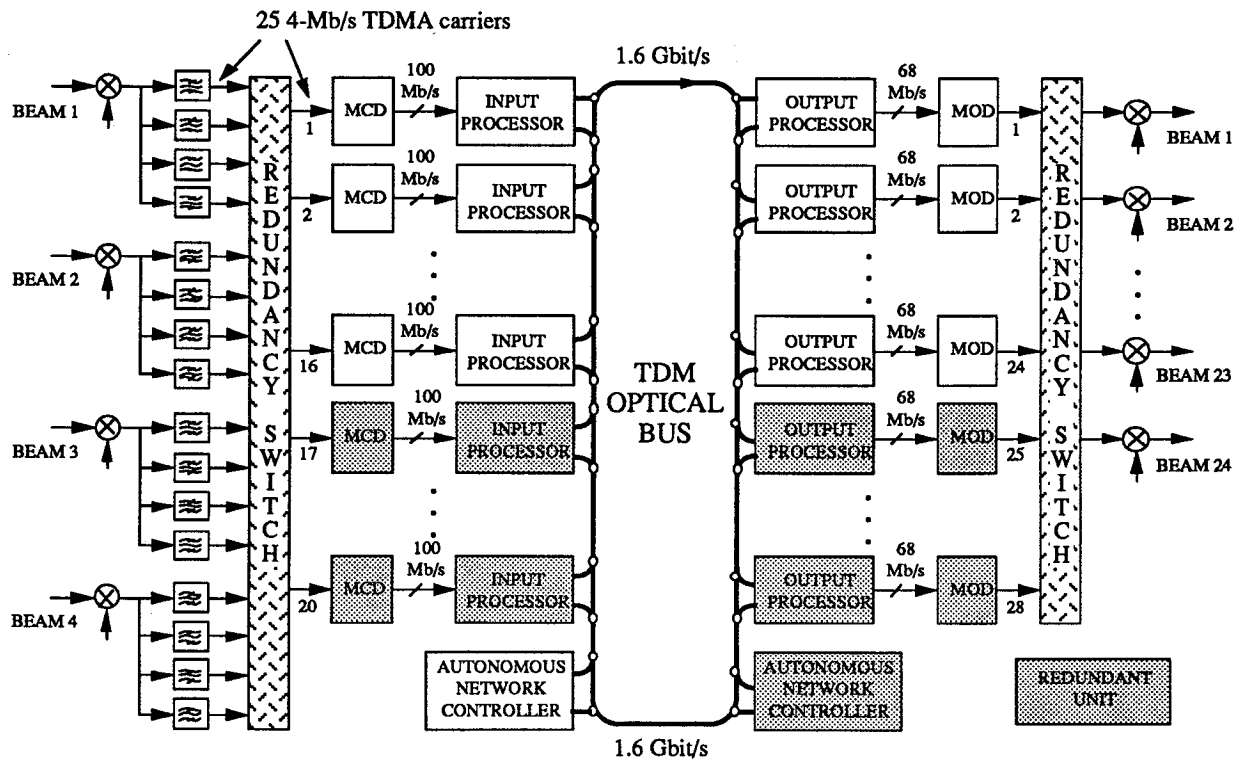 25 4-Mb/s TDMA carriers
1.6 Gbit/s
BEAM 1
BEAM 2
BEAM 3
BEAM 4
REDUNDANCY SWITCH
1
MCD
100
Mb/s
INPUT
PROCESSOR
2
MCD
100
Mb/s
INPUT
PROCESSOR
16
MCD
100
Mb/s
INPUT
PROCESSOR
17
MCD
100
Mb/s
INPUT
PROCESSOR
20
MCD
100
Mb/s
INPUT
PROCESSOR
AUTONOMOUS
NETWORK
CONTROLLER
TDM
OPTICAL
BUS
1.6 Gbit/s
OUTPUT
PROCESSOR
68
Mb/s
MOD
1
OUTPUT
PROCESSOR
68
Mb/s
MOD
2
OUTPUT
PROCESSOR
68
Mb/s
MOD
24
OUTPUT
PROCESSOR
68
Mb/s
MOD
25
OUTPUT
PROCESSOR
68
Mb/s
MOD
28
AUTONOMOUS
NETWORK
CONTROLLER
REDUNDANCY SWITCH
BEAM 1
BEAM 2
BEAM 23
BEAM 24
REDUNDANT
UNIT